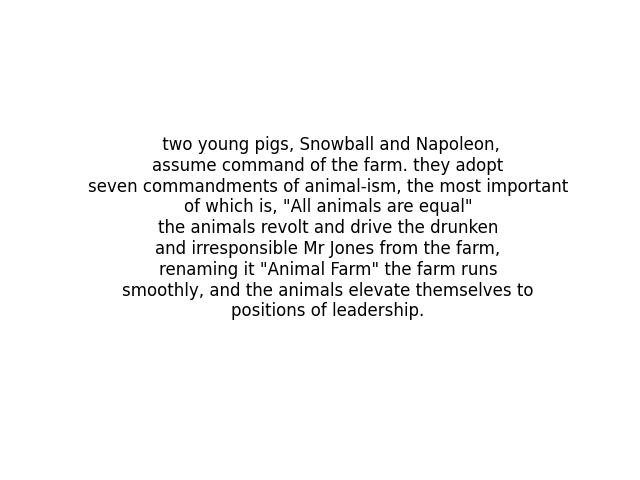 two young pigs, Snowball and Napoleon,
assume command of the farm. they adopt
seven commandments of animal-ism, the most important
of which is, "All animals are equal"
the animals revolt and drive the drunken
and irresponsible Mr Jones from the farm,
renaming it "Animal Farm" the farm runs
smoothly, and the animals elevate themselves to
positions of leadership.